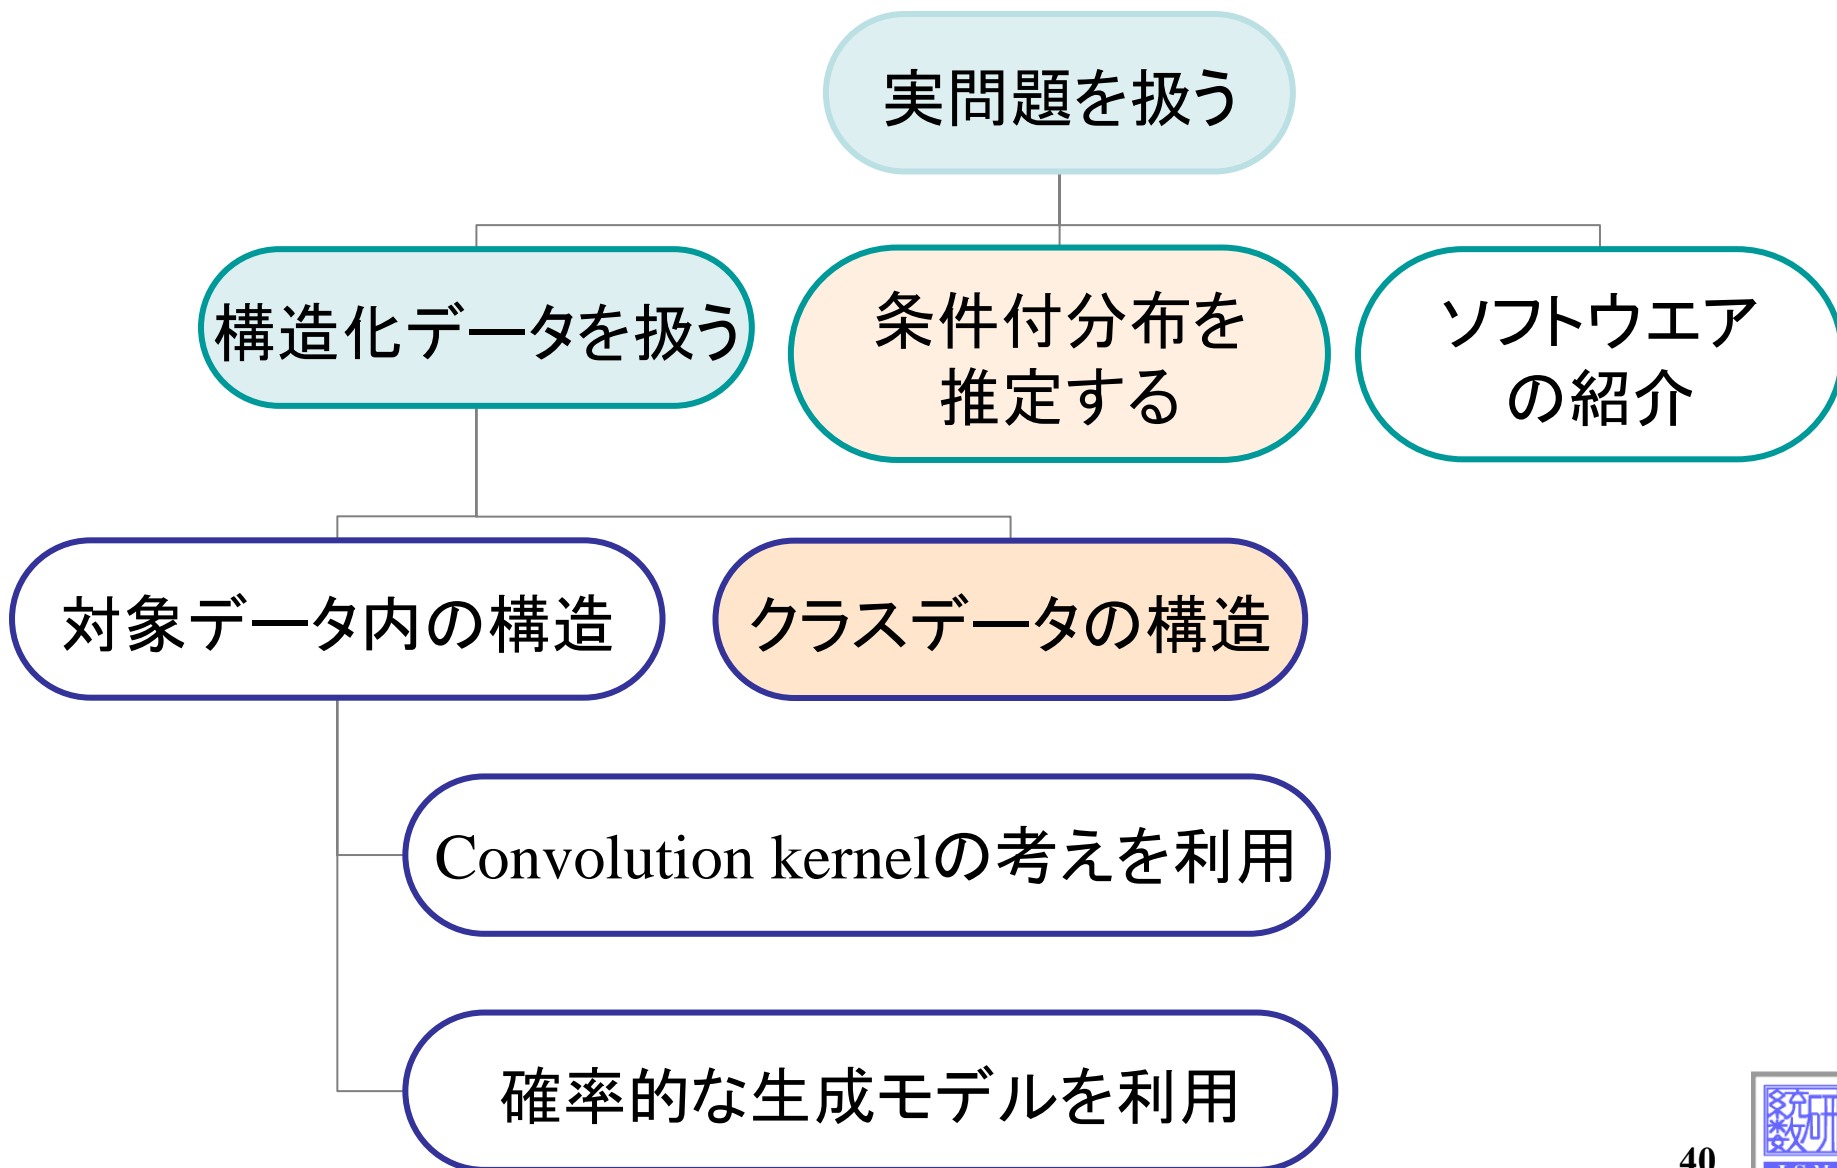 実問題を扱う
構造化データを扱う
条件付分布を
推定する
ソフトウエア
の紹介
対象データ内の構造
クラスデータの構造
Convolution kernelの考えを利用
確率的な生成モデルを利用
40